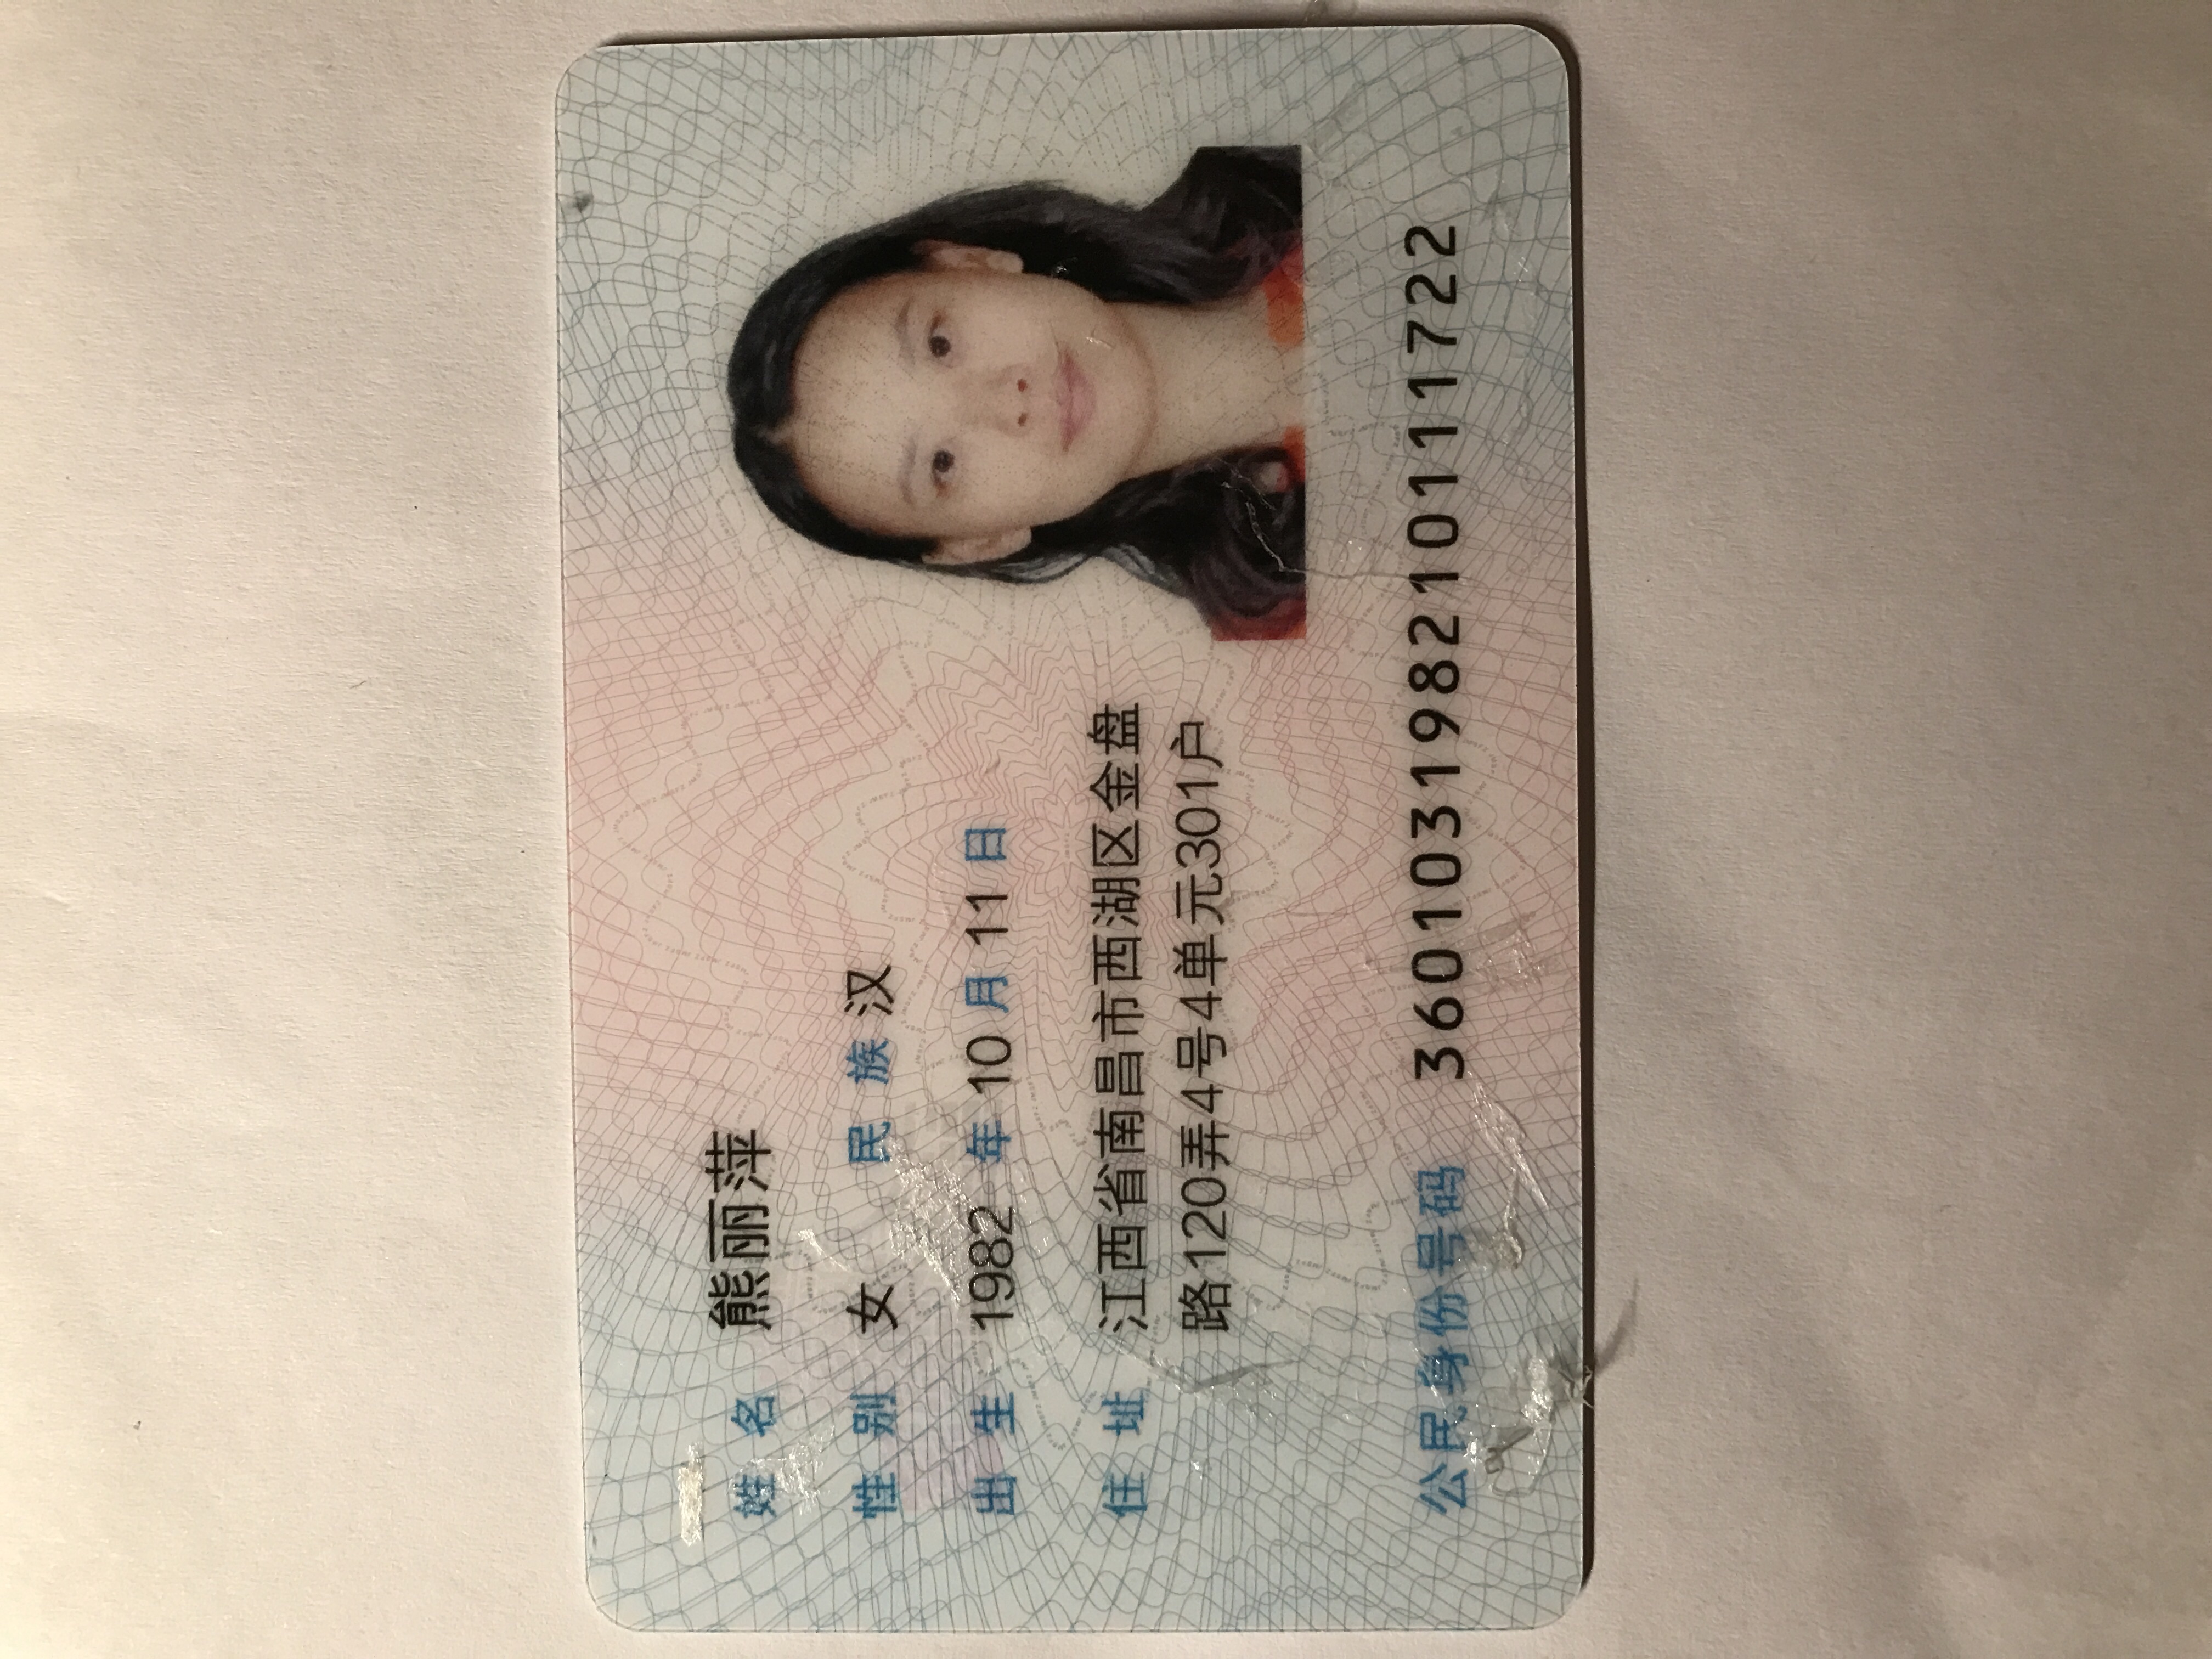 姓名 熊丽萍
性别 女 民族 汉
出生 1982 年 10 月 11 日
住址 江西省南昌市西湖区金盘
路120弄4号4单元301户
公民身份号码 360103198210111722